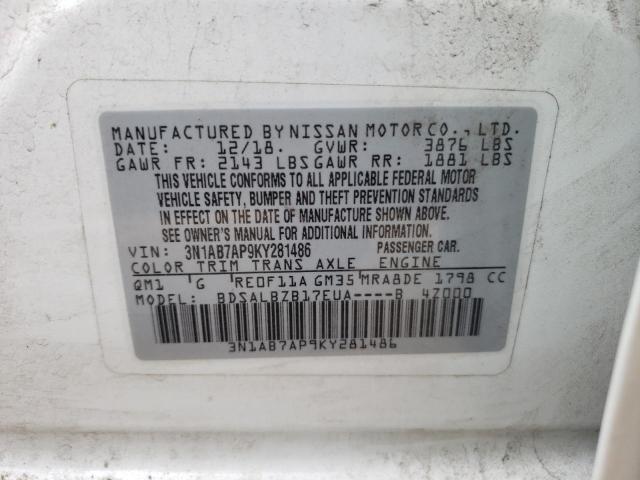 MANUFACTURED BY NISSAN MOTOR CO., LTD.
DATE: 12/18. GVWR: 3876 LBS
GAWR FR: 2143 LBS GAWR RR: 1881 LBS
THIS VEHICLE CONFORMS TO ALL APPLICABLE FEDERAL MOTOR
VEHICLE SAFETY, BUMPER AND THEFT PREVENTION STANDARDS
IN EFFECT ON THE DATE OF MANUFACTURE SHOWN ABOVE.
SEE OWNER'S MANUAL FOR ADDITIONAL INFORMATION.
VIN: 3N1AB7AP9KY281486 PASSENGER CAR.
COLOR TRIM TRANS AXLE ENGINE
QM1 G RE0F11A GM35 MRA8DE 1798 CC
MODEL: BDSALBZB17EUA----B 4Z000
3N1AB7AP9KY281486